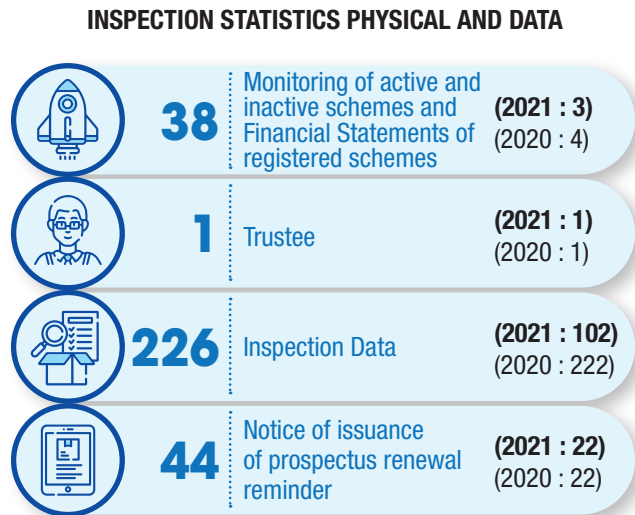 INSPECTION STATISTICS PHYSICAL AND DATA
38
Monitoring of active and
inactive schemes and
Financial Statements of
registered schemes
(2021 : 3)
(2020 : 4)
1
Trustee
(2021 : 1)
(2020 : 1)
226
Inspection Data
(2021 : 102)
(2020 : 222)
44
Notice of issuance
of prospectus renewal
reminder
(2021 : 22)
(2020 : 22)